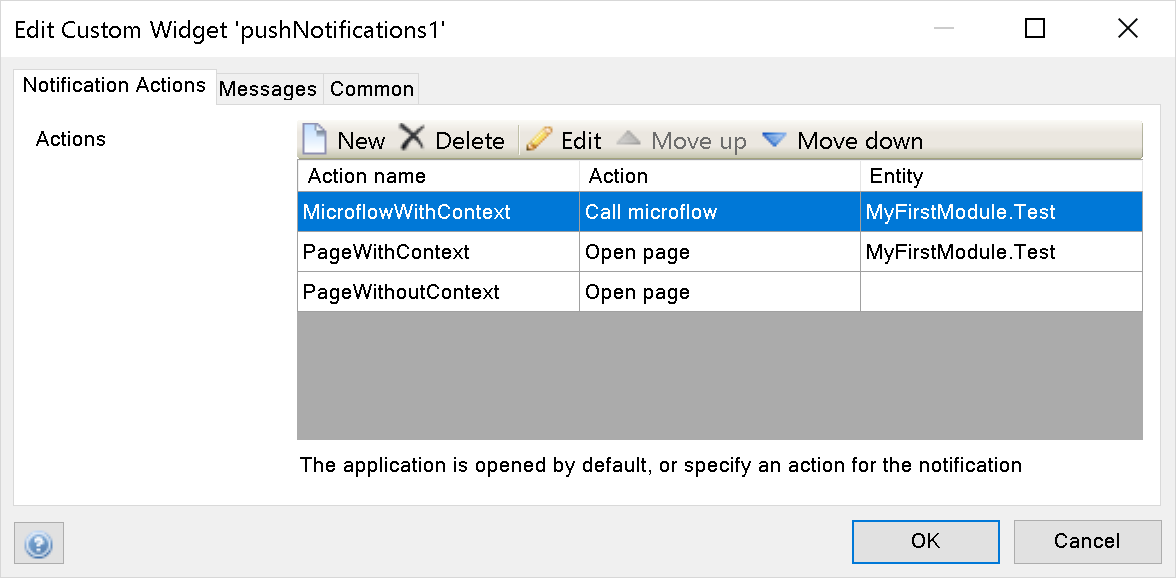 Edit Custom Widget 'pushNotifications1'
Notification Actions Messages Common
Actions
New Delete Edit Move up Move down
Action name Action Entity
MicroflowWithContext Call microflow MyFirstModule.Test
PageWithContext Open page MyFirstModule.Test
PageWithoutContext Open page
The application is opened by default, or specify an action for the notification
?
OK Cancel